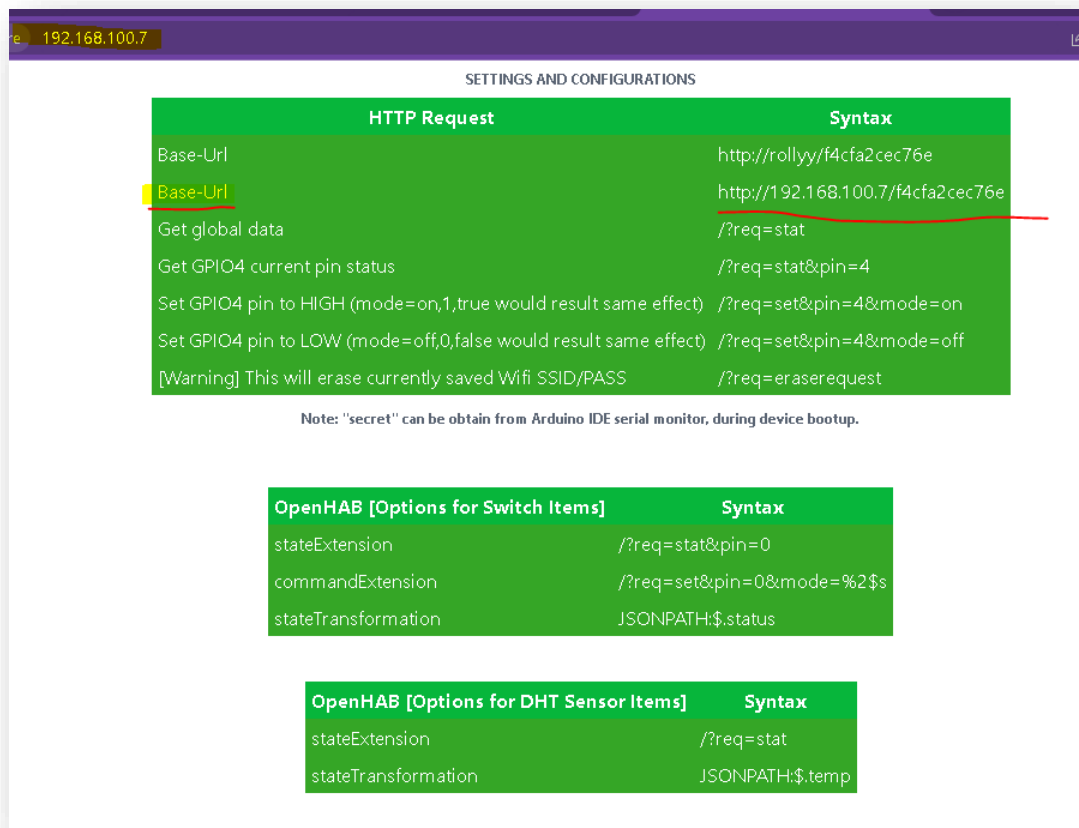 192.168.100.7
SETTINGS AND CONFIGURATIONS
HTTP Request Syntax
Base-Url http://rollyy/f4cfa2cec76e
Base-Url http://192.168.100.7/f4cfa2cec76e
Get global data /?req=stat
Get GPIO4 current pin status /?req=stat&pin=4
Set GPIO4 pin to HIGH (mode=on,1,true would result same effect) /?req=set&pin=4&mode=on
Set GPIO4 pin to LOW (mode=off,0,false would result same effect) /?req=set&pin=4&mode=off
[Warning] This will erase currently saved Wifi SSID/PASS /?req=eraserequest
Note: "secret" can be obtain from Arduino IDE serial monitor, during device bootup.
OpenHAB [Options for Switch Items] Syntax
stateExtension /?req=stat&pin=0
commandExtension /?req=set&pin=0&mode=%2$s
stateTransformation JSONPATH:$.status
OpenHAB [Options for DHT Sensor Items] Syntax
stateExtension /?req=stat
stateTransformation JSONPATH:$.temp